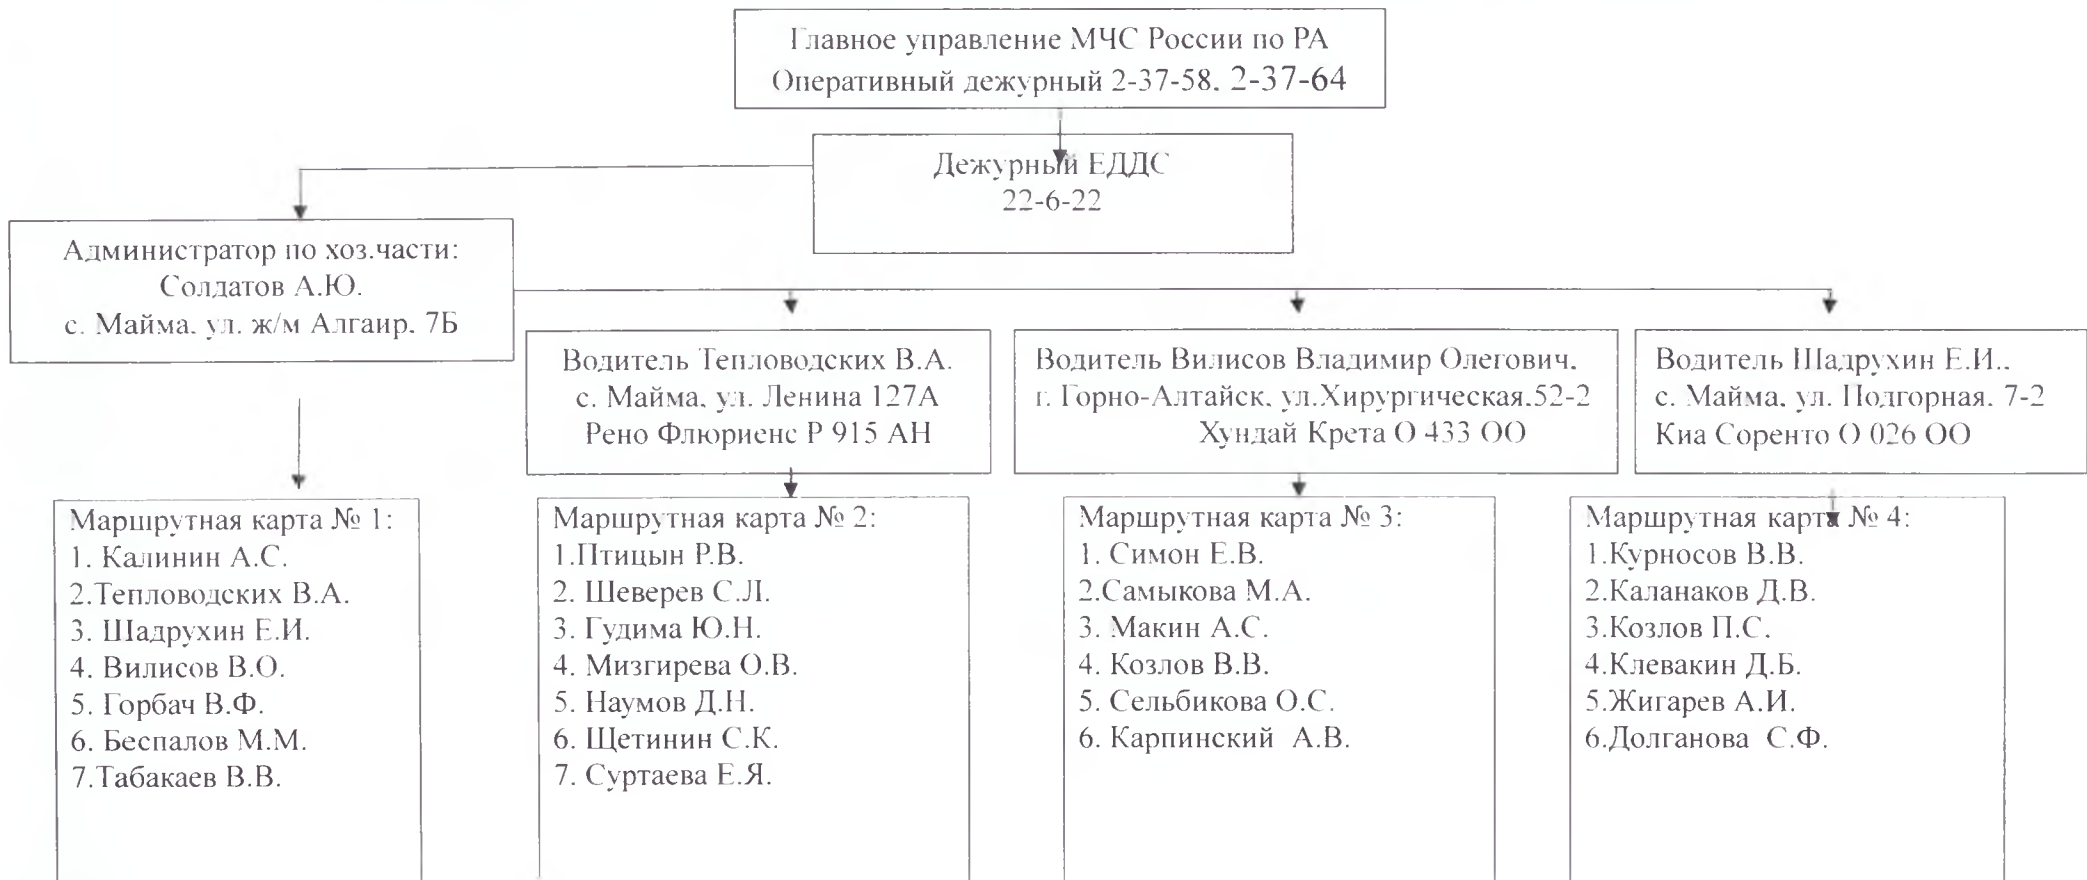 Главное управление МЧС России по РА
Оперативный дежурный 2-37-58. 2-37-64
Дежурный ЕДДС
22-6-22
Администратор по хоз.части:
Солдатов А.Ю.
с. Майма. ул. ж/м Алгаир. 7Б
Водитель Тепловодских В.А.
с. Майма. ул. Ленина 127А
Рено Флюриенс Р 915 АН
Водитель Вилисов Владимир Олегович.
г. Горно-Алтайск. ул.Хирургическая.52-2
Хундай Крета О 433 ОО
Водитель Шадрухин Е.И..
с. Майма. ул. Подгорная. 7-2
Киа Соренто О 026 ОО
Маршрутная карта № 1:
1. Калинин А.С.
2.Тепловодских В.А.
3. Шадрухин Е.И.
4. Вилисов В.О.
5. Горбач В.Ф.
6. Беспалов М.М.
7.Табакаев В.В.
Маршрутная карта № 2:
1.Птицын Р.В.
2. Шеверев С.Л.
3. Гудима Ю.Н.
4. Мизгирева О.В.
5. Наумов Д.Н.
6. Щетинин С.К.
7. Суртаева Е.Я.
Маршрутная карта № 3:
1. Симон Е.В.
2.Самыкова М.А.
3. Макин А.С.
4. Козлов В.В.
5. Сельбикова О.С.
6. Карпинский А.В.
Маршрутная карта № 4:
1.Курносов В.В.
2.Каланаков Д.В.
3.Козлов П.С.
4.Клевакин Д.Б.
5.Жигарев А.И.
6.Долганова С.Ф.